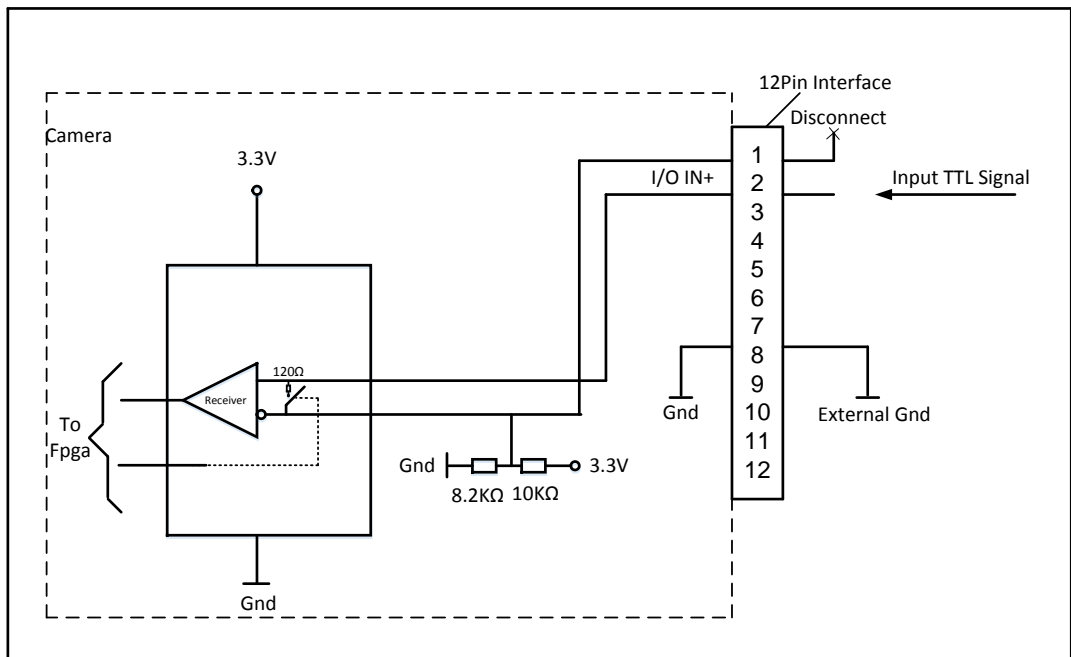 12Pin Interface
Disconnect
Camera
3.3V
1
I/O IN+
2
Input TTL Signal
3
4
5
6
7
8
9
10
11
12
120Ω
Receiver
To
Fpga
Gnd
External Gnd
Gnd
3.3V
8.2KΩ
10KΩ
Gnd